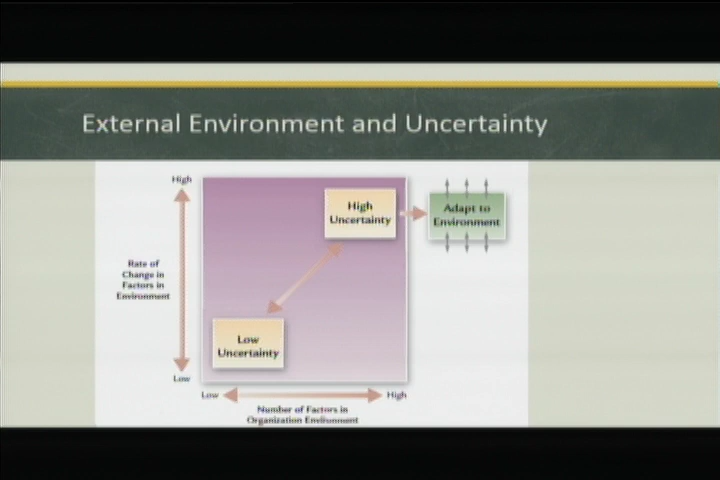 External Environment and Uncertainty
High
High
Uncertainty
Adapt to
Environment
Rate of
Change in
Factors in
Environment
Low
Uncertainty
Low
Low
High
Number of Factors in
Organization Environment